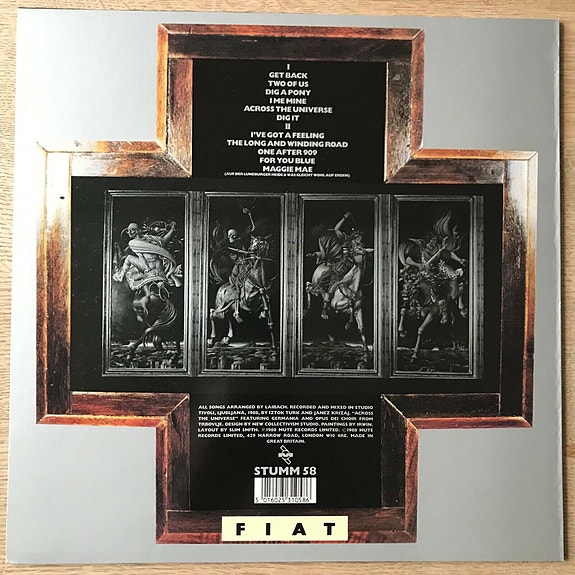 I
GET BACK
TWO OF US
DIG A PONY
I ME MINE
ACROSS THE UNIVERSE
DIG IT
II
I'VE GOT A FEELING
THE LONG AND WINDING ROAD
ONE AFTER 909
FOR YOU BLUE
MAGGIE MAE
(AUF DER LUNEBURGER HEIDE & WAS GLEICHT WOHL AUF ERDEN)
ALL SONGS ARRANGED BY LAIBACH. RECORDED AND MIXED IN STUDIO
TIVOLI, LJUBLJANA, 1988, BY IZTOK TURK AND JANEZ KRIZAJ. "ACROSS
THE UNIVERSE" FEATURING GERMANIA AND OPUS DEI CHOIR FROM
TRBOVLJE. DESIGN BY NEW COLLECTIVISM STUDIO. PAINTINGS BY IRWIN.
LAYOUT BY SLIM SMITH. ℗ 1988 MUTE RECORDS LIMITED. © 1988 MUTE
RECORDS LIMITED, 429 HARROW ROAD, LONDON W10 4RE. MADE IN
GREAT BRITAIN.
STUMM 58
5 016025 310586
FIAT